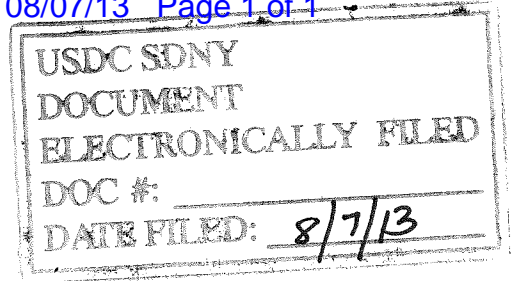 08/07/13 Page 1 of 1
USDC SDNY
DOCUMENT
ELECTRONICALLY FILED
DOC #:
DATE FILED: 8/7/13